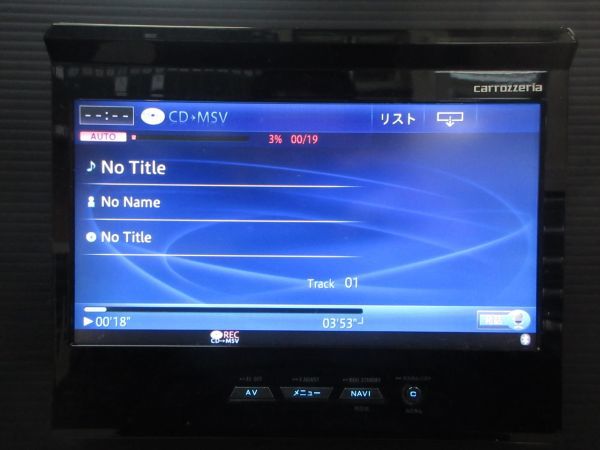 carrozzeria
--:-- CD▸MSV リスト
AUTO 3% 00/19
No Title
No Name
No Title
Track 01
▶00'18" 03'53"
REC
CD→MSV
AV メニュー NAVI